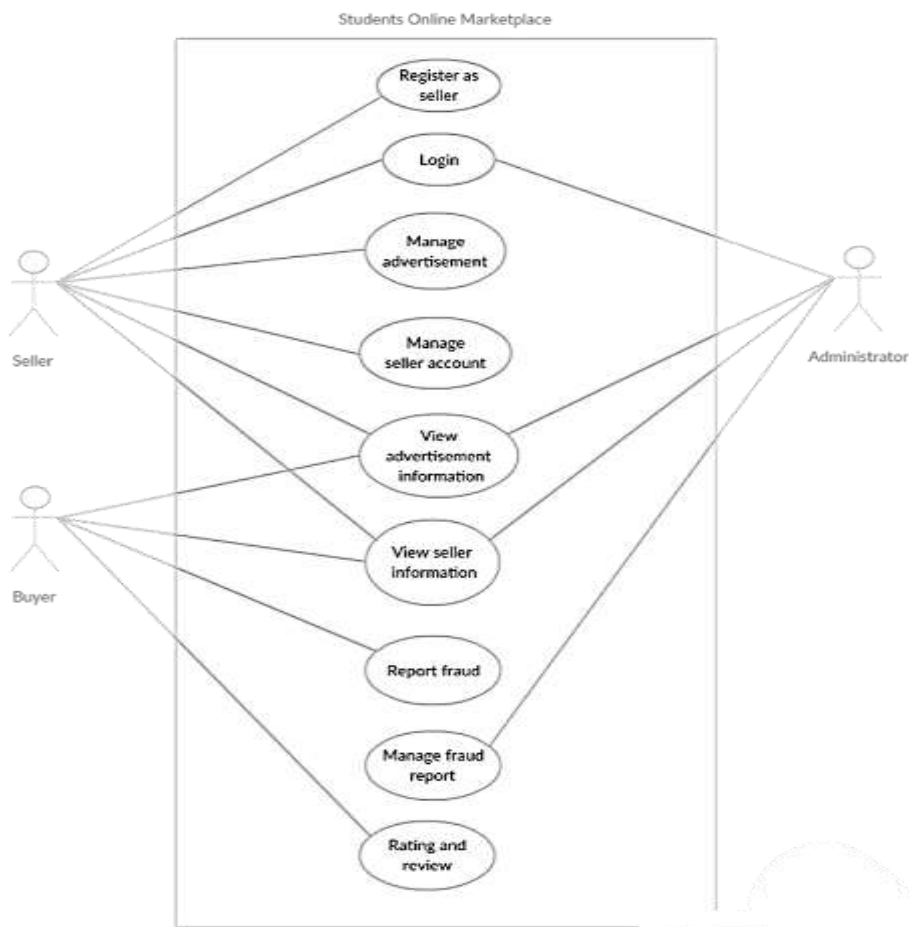 Students Online Marketplace
Register as
seller
Login
Manage
advertisement
Seller
Manage
seller account
Administrator
View
advertisement
information
Buyer
View seller
information
Report fraud
Manage fraud
report
Rating and
review